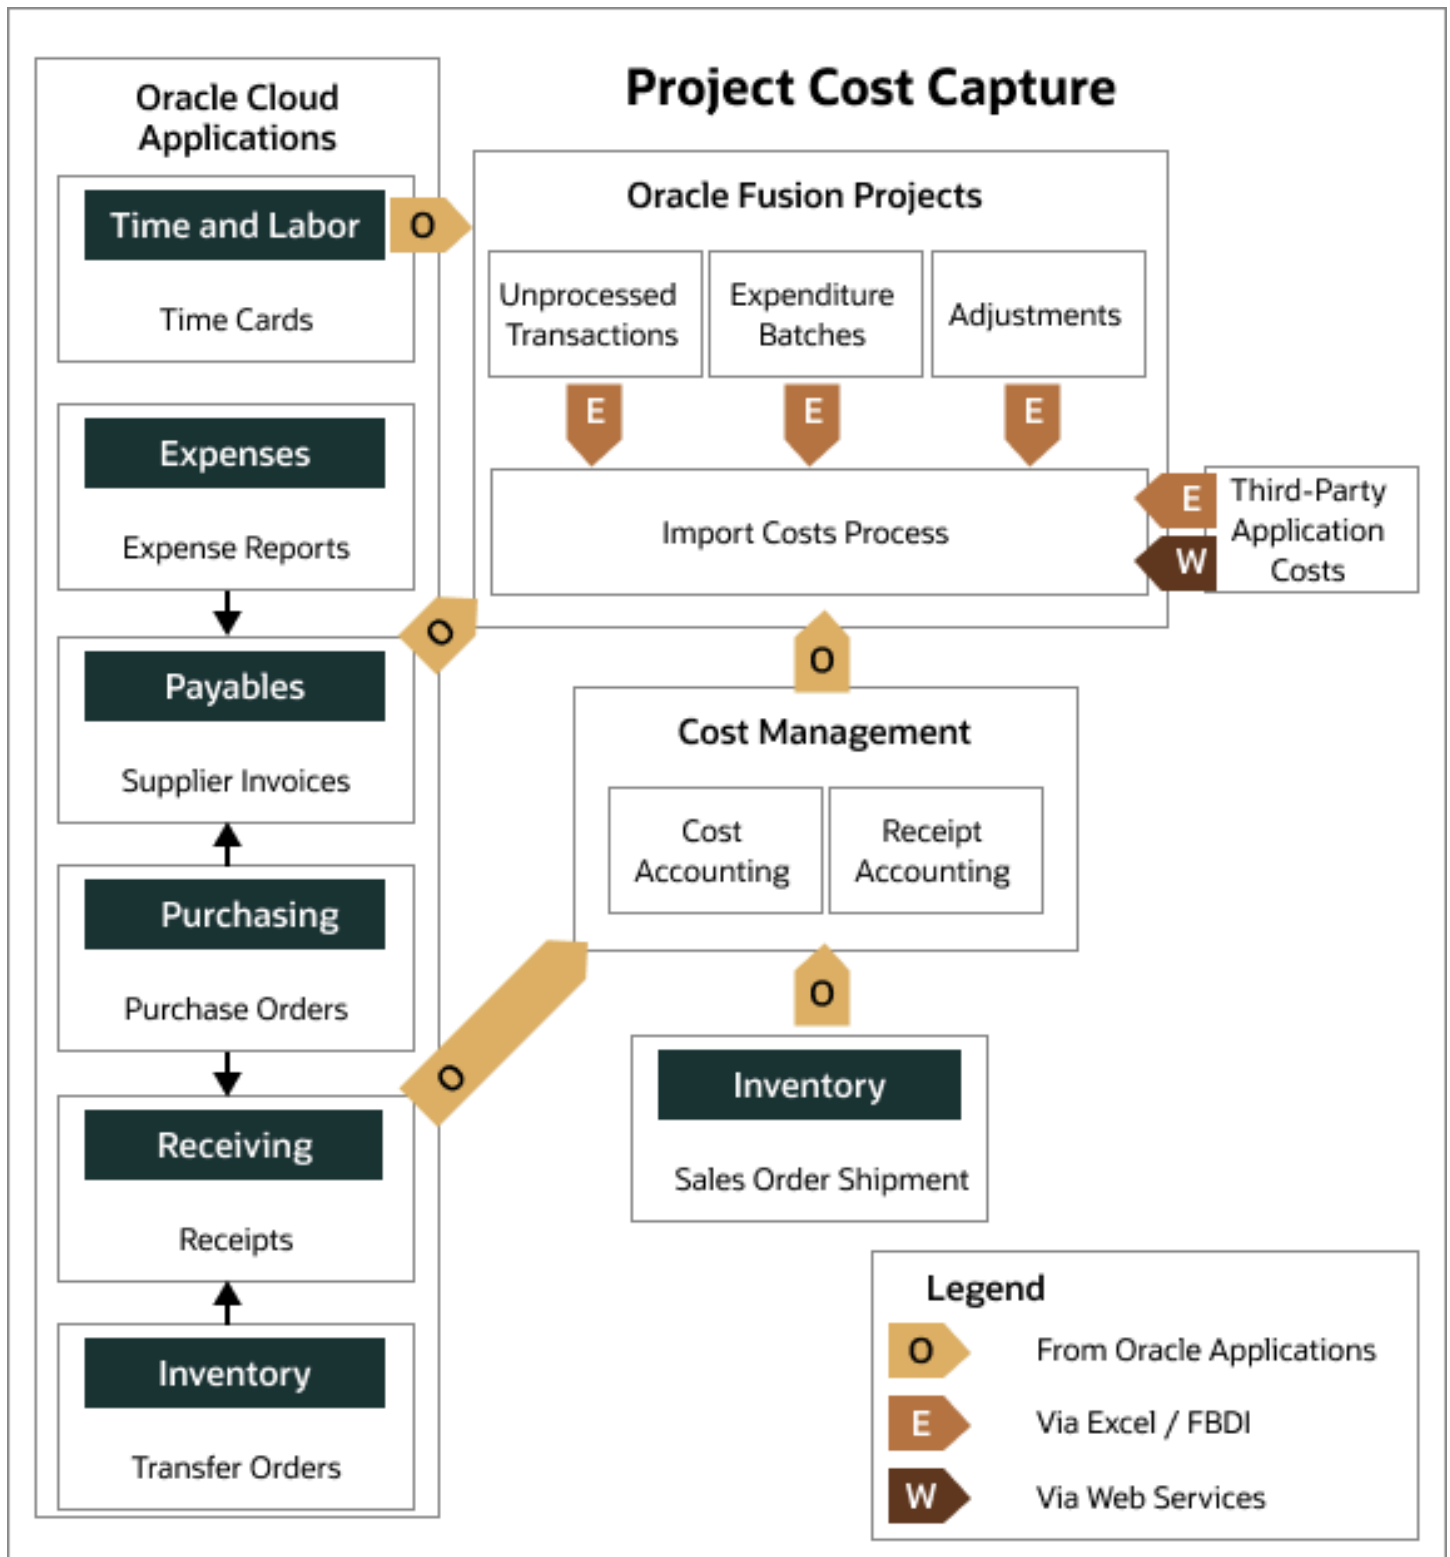 Project Cost Capture
Oracle Cloud
Applications
Time and Labor
O
Time Cards
Expenses
Expense Reports
O
Payables
Supplier Invoices
Purchasing
Purchase Orders
O
Receiving
Receipts
Inventory
Transfer Orders
Oracle Fusion Projects
Unprocessed
Transactions
Expenditure
Batches
Adjustments
E
E
E
Import Costs Process
E
W
Third-Party
Application
Costs
O
Cost Management
Cost
Accounting
Receipt
Accounting
O
Inventory
Sales Order Shipment
Legend
O From Oracle Applications
E Via Excel / FBDI
W Via Web Services